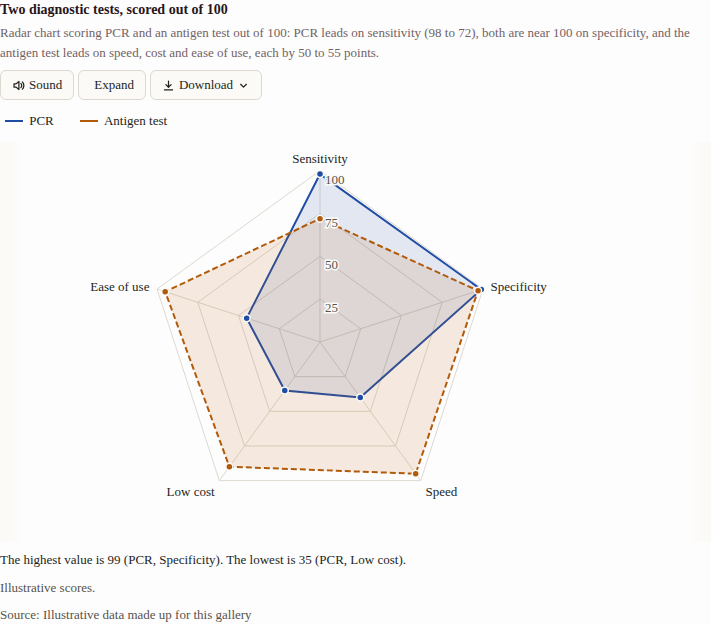 Two diagnostic tests, scored out of 100
Radar chart scoring PCR and an antigen test out of 100: PCR leads on sensitivity (98 to 72), both are near 100 on specificity, and the
antigen test leads on speed, cost and ease of use, each by 50 to 55 points.
Sound Expand Download
PCR Antigen test
Sensitivity
100
75
50
25
Ease of use
Specificity
Low cost
Speed
The highest value is 99 (PCR, Specificity). The lowest is 35 (PCR, Low cost).
Illustrative scores.
Source: Illustrative data made up for this gallery